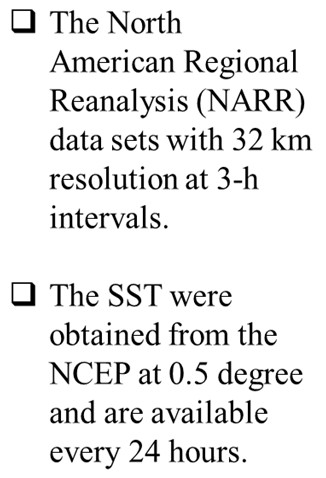 ❑ The North
American Regional
Reanalysis (NARR)
data sets with 32 km
resolution at 3-h
intervals.
❑ The SST were
obtained from the
NCEP at 0.5 degree
and are available
every 24 hours.